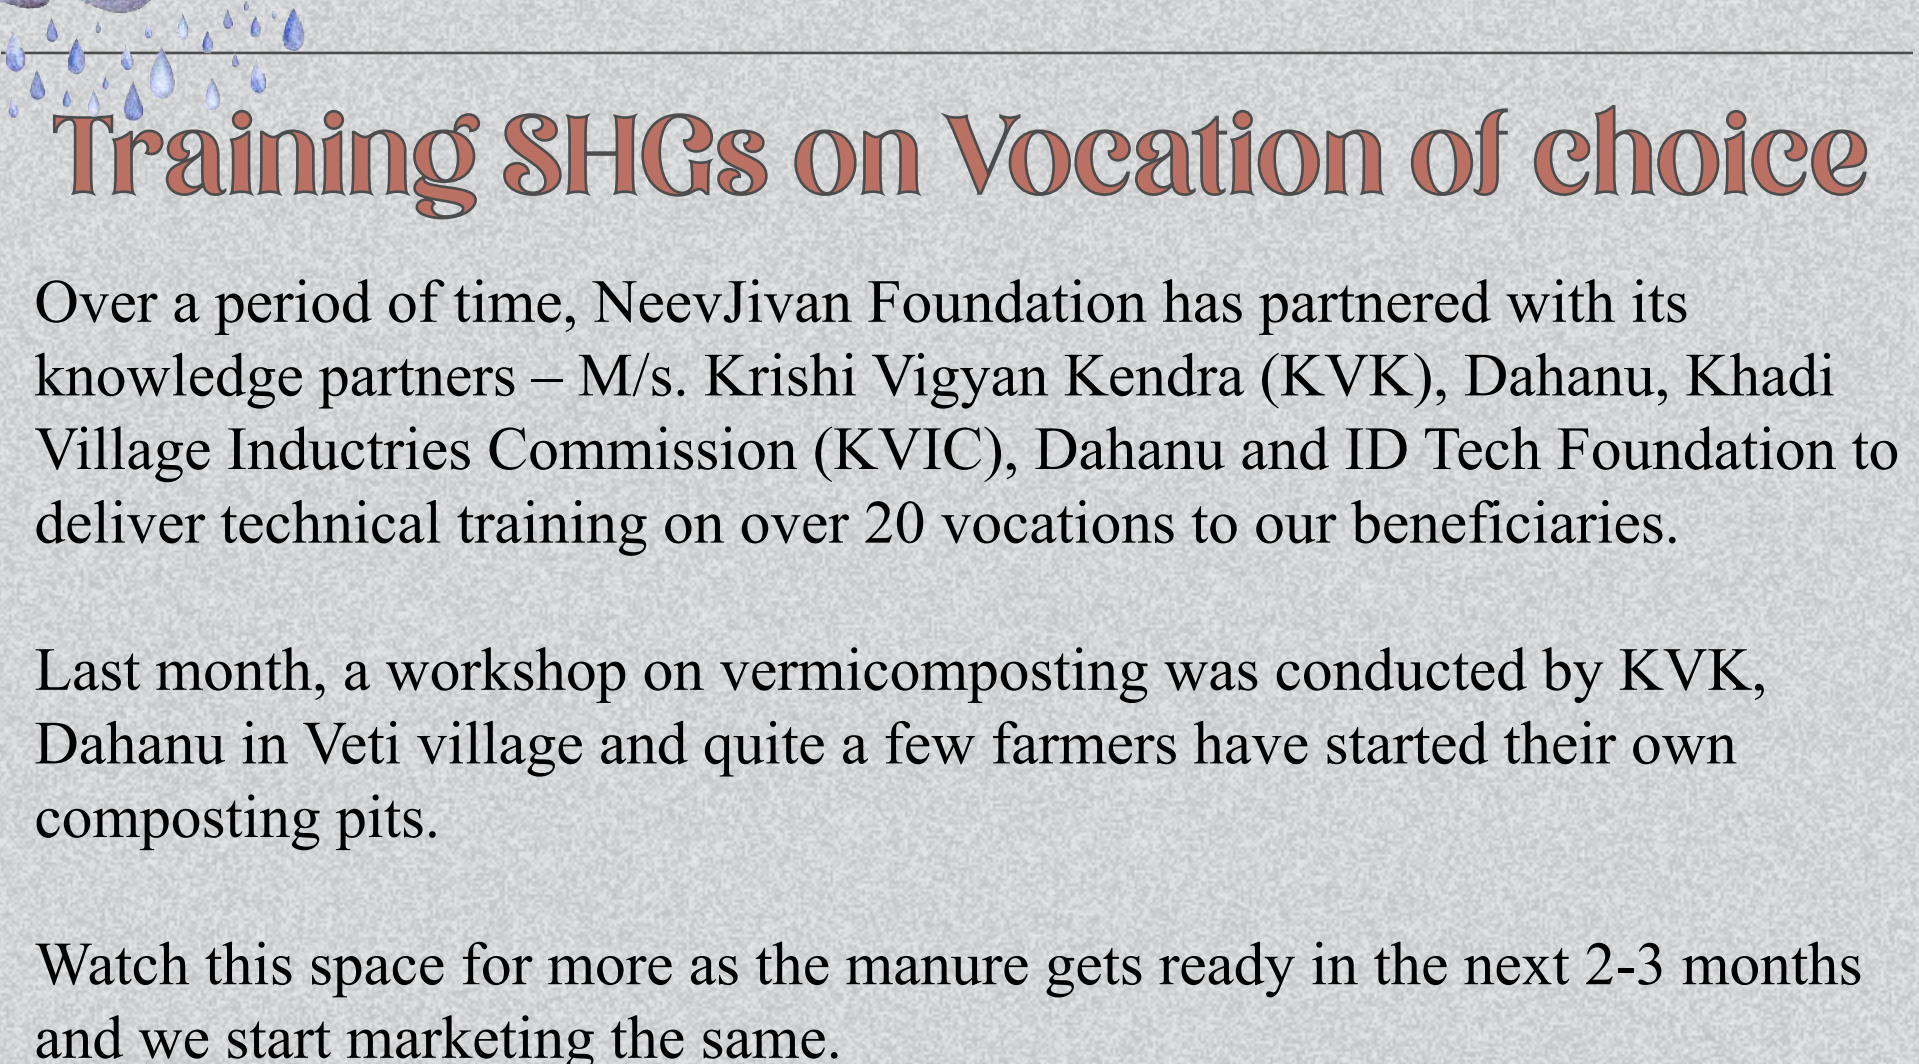 Training SHGs on Vocation of choice
Over a period of time, NeevJivan Foundation has partnered with its
knowledge partners – M/s. Krishi Vigyan Kendra (KVK), Dahanu, Khadi
Village Inductries Commission (KVIC), Dahanu and ID Tech Foundation to
deliver technical training on over 20 vocations to our beneficiaries.
Last month, a workshop on vermicomposting was conducted by KVK,
Dahanu in Veti village and quite a few farmers have started their own
composting pits.
Watch this space for more as the manure gets ready in the next 2-3 months
and we start marketing the same.